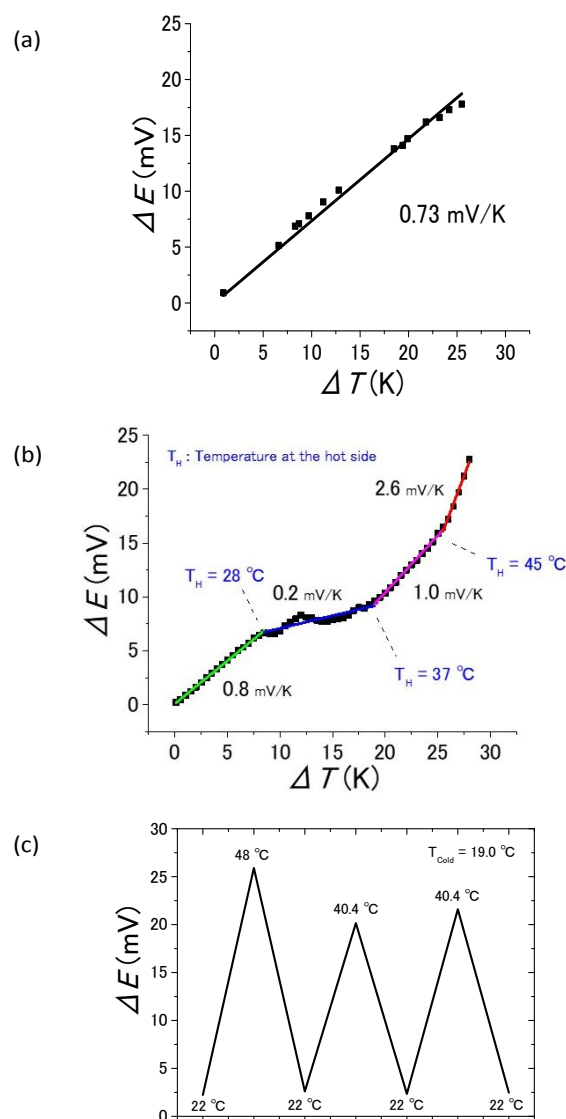 (a)
25
20
15
10
5
0
ΔE(mV)
0.73 mV/K
0 5 10 15 20 25 30
ΔT(K)
(b)
25
20
15
10
5
0
ΔE(mV)
T_H : Temperature at the hot side
2.6 mV/K
T_H = 28 °C
0.2 mV/K
T_H = 45 °C
1.0 mV/K
0.8 mV/K
T_H = 37 °C
0 5 10 15 20 25 30
ΔT(K)
(c)
30
25
20
15
10
5
0
ΔE(mV)
48 °C
T_Cold = 19.0 °C
40.4 °C 40.4 °C
22 °C 22 °C 22 °C 22 °C